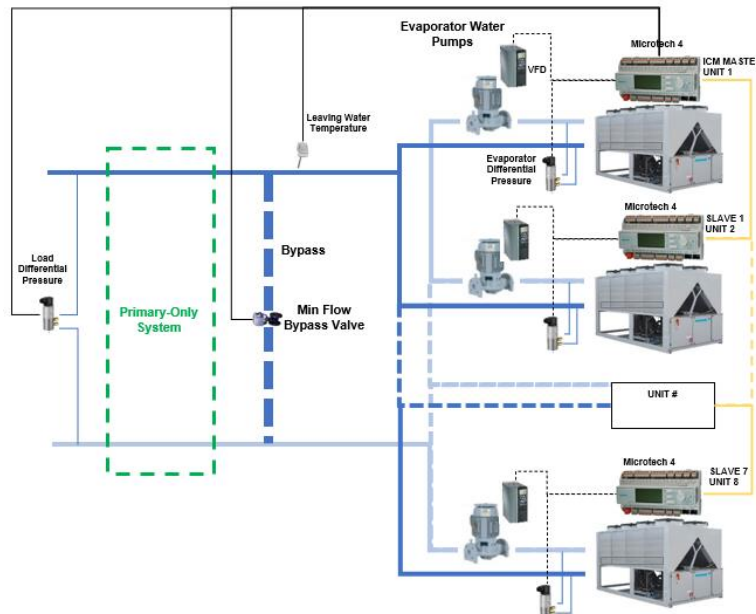 Evaporator Water
Pumps
Microtech 4
ICM MASTE
UNIT 1
VFD
Leaving Water
Temperature
Evaporator
Differential
Pressure
Microtech 4
SLAVE 1
UNIT 2
Load
Differential
Pressure
Bypass
Primary-Only
System
Min Flow
Bypass Valve
UNIT #
Microtech 4
SLAVE 7
UNIT 8